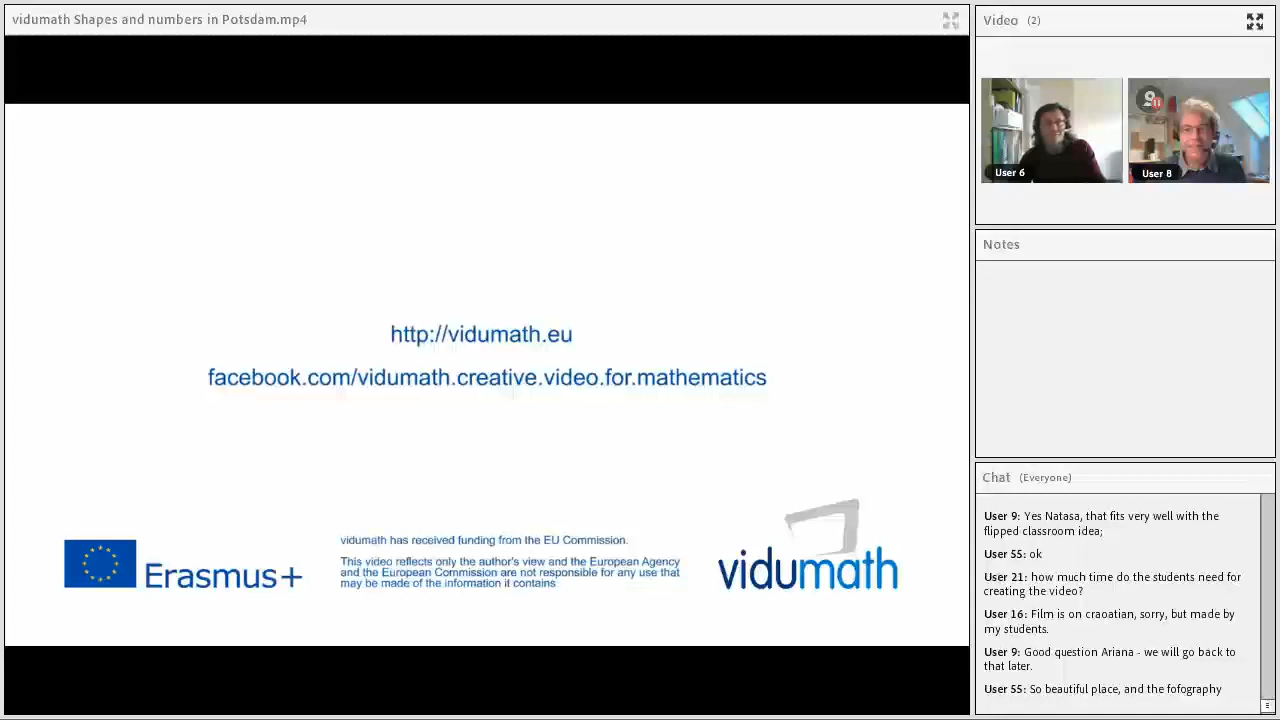 vidumath Shapes and numbers in Potsdam.mp4
http://vidumath.eu
facebook.com/vidumath.creative.video.for.mathematics
Erasmus+
vidumath has received funding from the EU Commission.
This video reflects only the author's view and the European Agency
and the European Commission are not responsible for any use that
may be made of the information it contains
vidumath
Video (2)
User 6
User 8
Notes
Chat (Everyone)
User 9: Yes Natasa, that fits very well with the
flipped classroom idea;
User 55: ok
User 21: how much time of the students need for
creating the video?
User 16: Film is on craoatian, sorry, but made by
my students.
User 9: Good question Ariana - we will go back to
that later.
User 55: So beautiful place, and the fofography